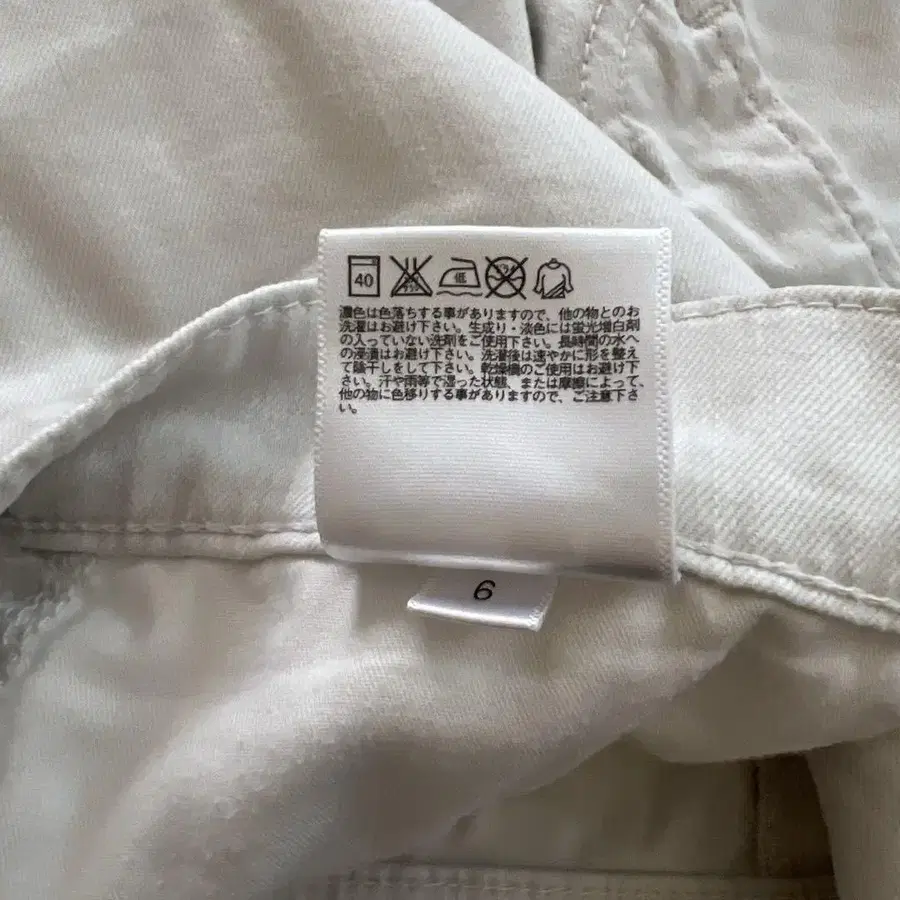 40 低
濃色は色落ちする事がありますので、他の物とのお
洗濯はお避け下さい。生成り・淡色には蛍光増白剤
の入っていない洗剤をご使用下さい。長時間の水へ
の浸漬はお避け下さい。洗濯後は速やかに形を整え
て陰干しをして下さい。乾燥機のご使用はお避け下
さい。汗や雨等で湿った状態、または摩擦によって、
他の物に色移りする事がありますので、ご注意下さ
い。
6